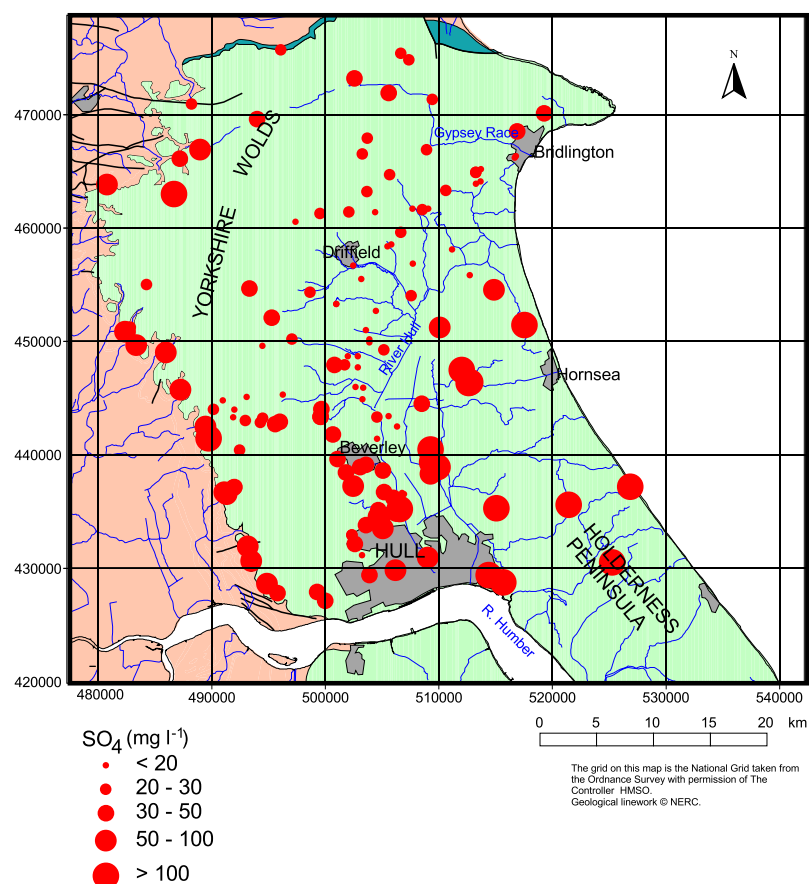 N
470000
460000
450000
440000
430000
420000
480000
490000
500000
510000
520000
530000
540000
WOLDS
YORKSHIRE
Gypsey Race
Bridlington
Driffield
River Hull
Hornsea
Beverley
HULL
HOLDERNESS
PENINSULA
R. Humber
0 5 10 15 20 km
SO4 (mg l-1)
< 20
20 - 30
30 - 50
50 - 100
> 100
The grid on this map is the National Grid taken from
the Ordnance Survey with permission of The
Controller HMSO.
Geological linework © NERC.